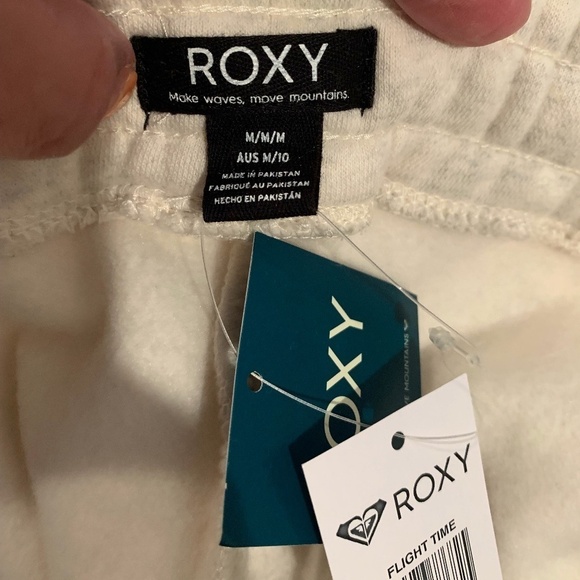 ROXY
Make waves, move mountains.
M/M/M
AUS M/10
MADE IN PAKISTAN
FABRIQUÉ AU PAKISTAN
HECHO EN PAKISTÁN
ROXY
MOUNTAINS
ROXY
FLIGHT TIME